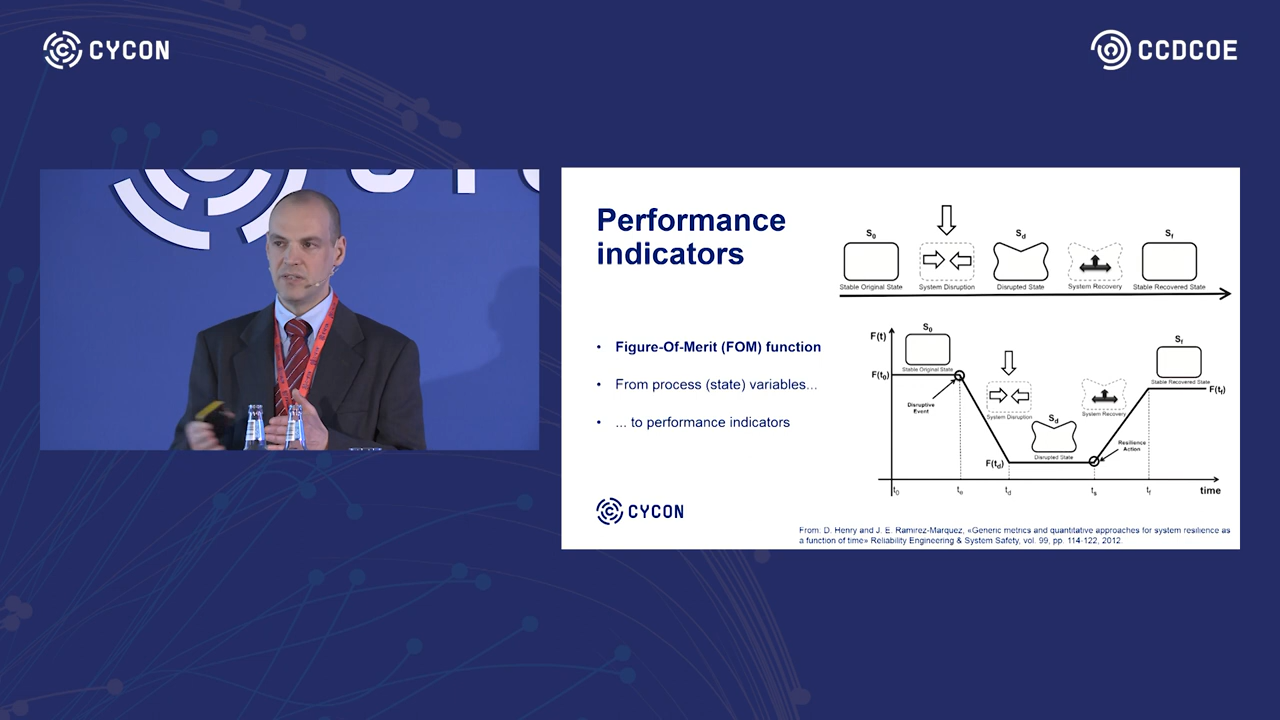 CYCON
CCDCOE
Performance
indicators
• Figure-Of-Merit (FOM) function
• From process (state) variables...
• ... to performance indicators
CYCON
S0
Sd
Sf
Stable Original State
System Disruption
Disrupted State
System Recovery
Stable Recovered State
F(t)
S0
Stable Original State
F(t0)
Disruptive
Event
System Disruption
Sd
Disrupted State
F(td)
System Recovery
Resilience
Action
Sf
Stable Recovered State
F(tf)
t0
te
td
ts
tf
time
From: D. Henry and J. E. Ramirez-Marquez, «Generic metrics and quantitative approaches for system resilience as
a function of time» Reliability Engineering & System Safety, vol. 99, pp. 114-122, 2012.